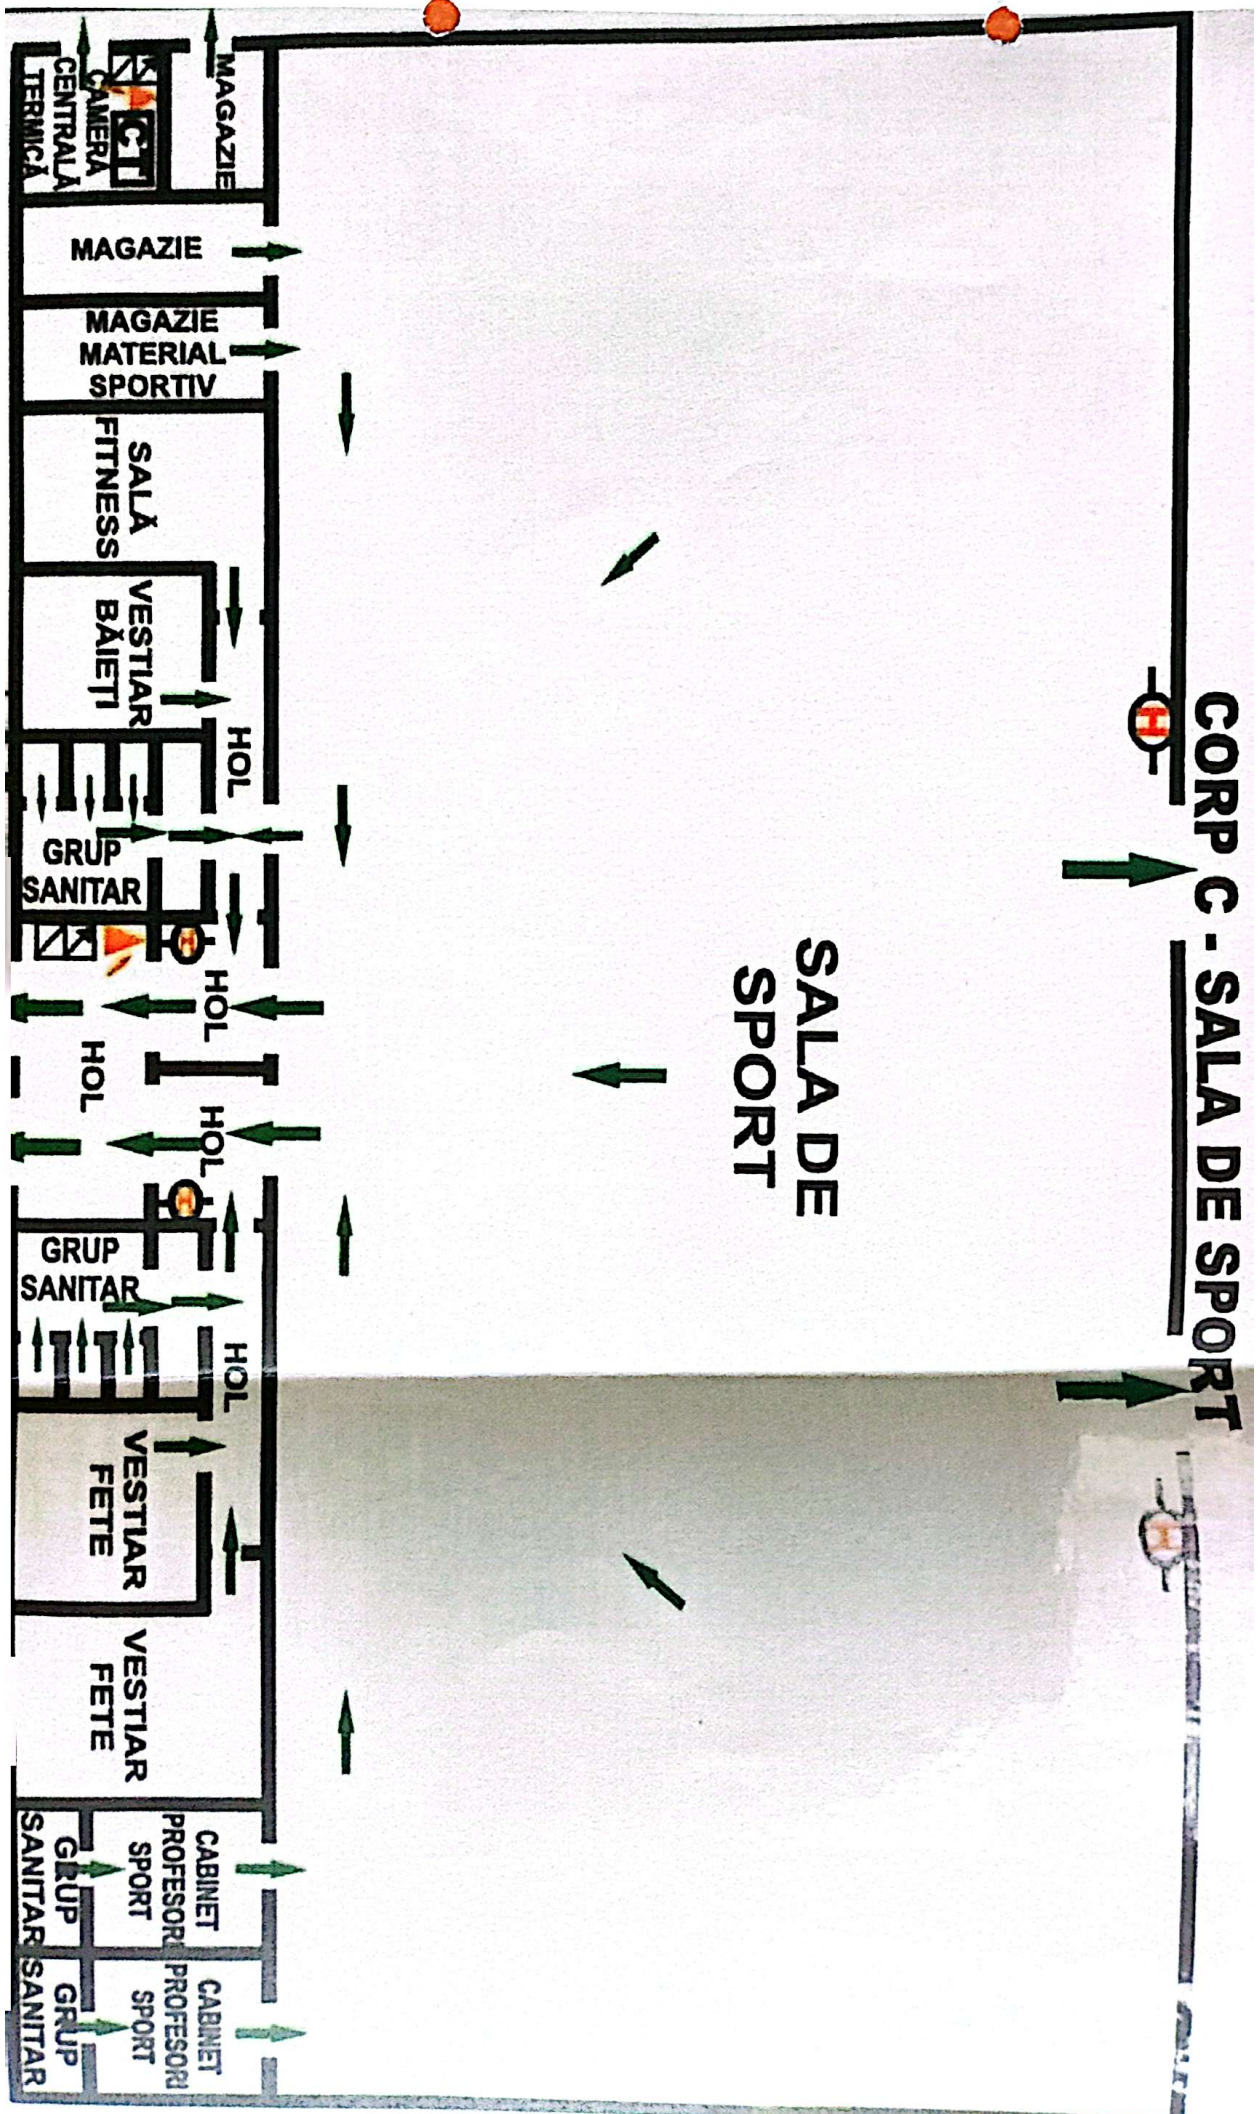 CORP C - SALA DE SPORT
SALA DE
SPORT
MAGAZIE
CT
CAMERĂ
CENTRALĂ
TERMICĂ
MAGAZIE
MAGAZIE
MATERIAL
SPORTIV
SALĂ
FITNESS
VESTIAR
BĂIEȚI
HOL
GRUP
SANITAR
H
H
HOL
HOL
HOL
H
GRUP
SANITAR
HOL
VESTIAR
FETE
H
VESTIAR
FETE
CABINET
PROFESORI
SPORT
GRUP
SANITAR
CABINET
PROFESORI
SPORT
GRUP
SANITAR